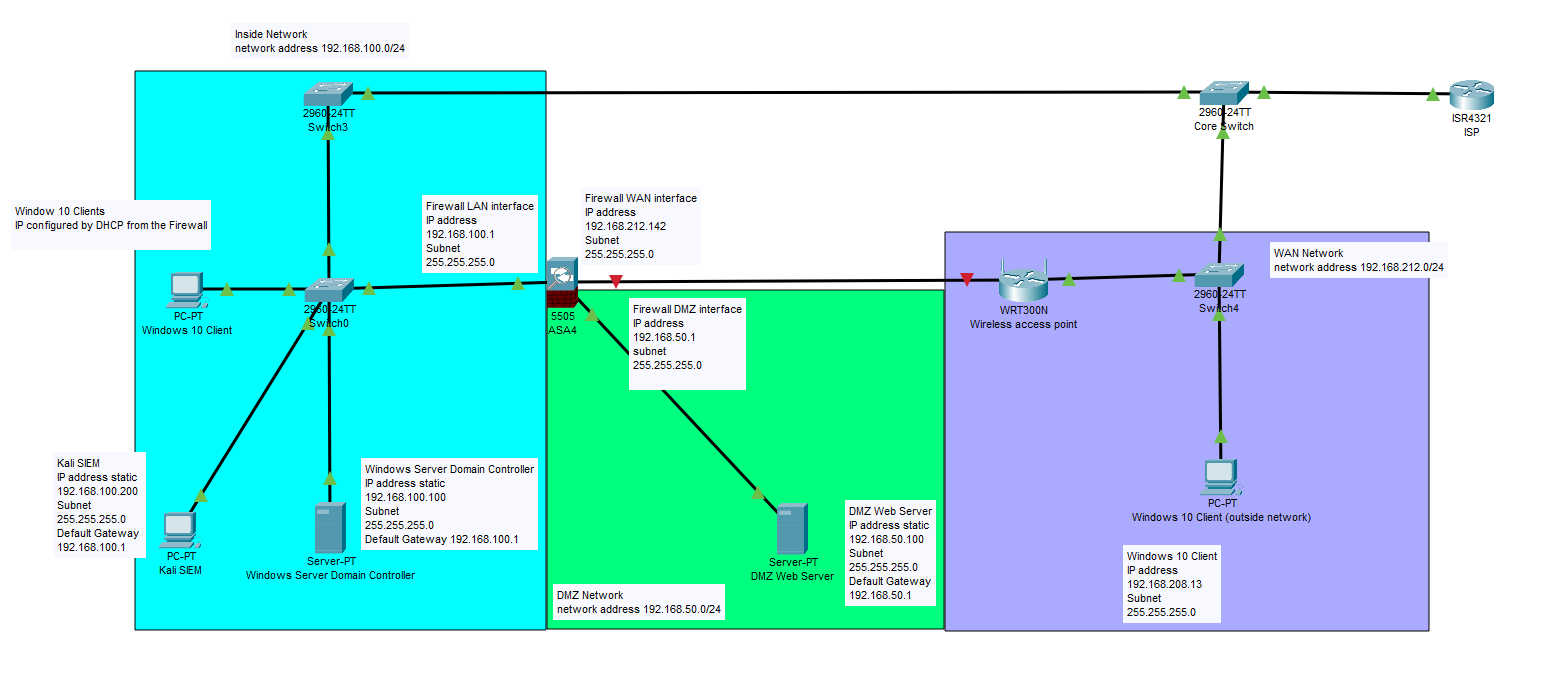 Inside Network
network address 192.168.100.0/24
2960-24TT
Switch3
2960-24TT
Core Switch
ISR4321
ISP
Window 10 Clients
IP configured by DHCP from the Firewall
Firewall LAN interface
IP address
192.168.100.1
Subnet
255.255.255.0
Firewall WAN interface
IP address
192.168.212.142
Subnet
255.255.255.0
WAN Network
network address 192.168.212.0/24
PC-PT
Windows 10 Client
2960-24TT
Switch0
5505
ASA4
Firewall DMZ interface
IP address
192.168.50.1
subnet
255.255.255.0
WRT300N
Wireless access point
2960-24TT
Switch4
Kali SIEM
IP address static
192.168.100.200
Subnet
255.255.255.0
Default Gateway
192.168.100.1
PC-PT
Kali SIEM
Windows Server Domain Controller
IP address static
192.168.100.100
Subnet
255.255.255.0
Default Gateway 192.168.100.1
Server-PT
Windows Server Domain Controller
Server-PT
DMZ Web Server
DMZ Web Server
IP address static
192.168.50.100
Subnet
255.255.255.0
Default Gateway
192.168.50.1
DMZ Network
network address 192.168.50.0/24
PC-PT
Windows 10 Client (outside network)
Windows 10 Client
IP address
192.168.208.13
Subnet
255.255.255.0